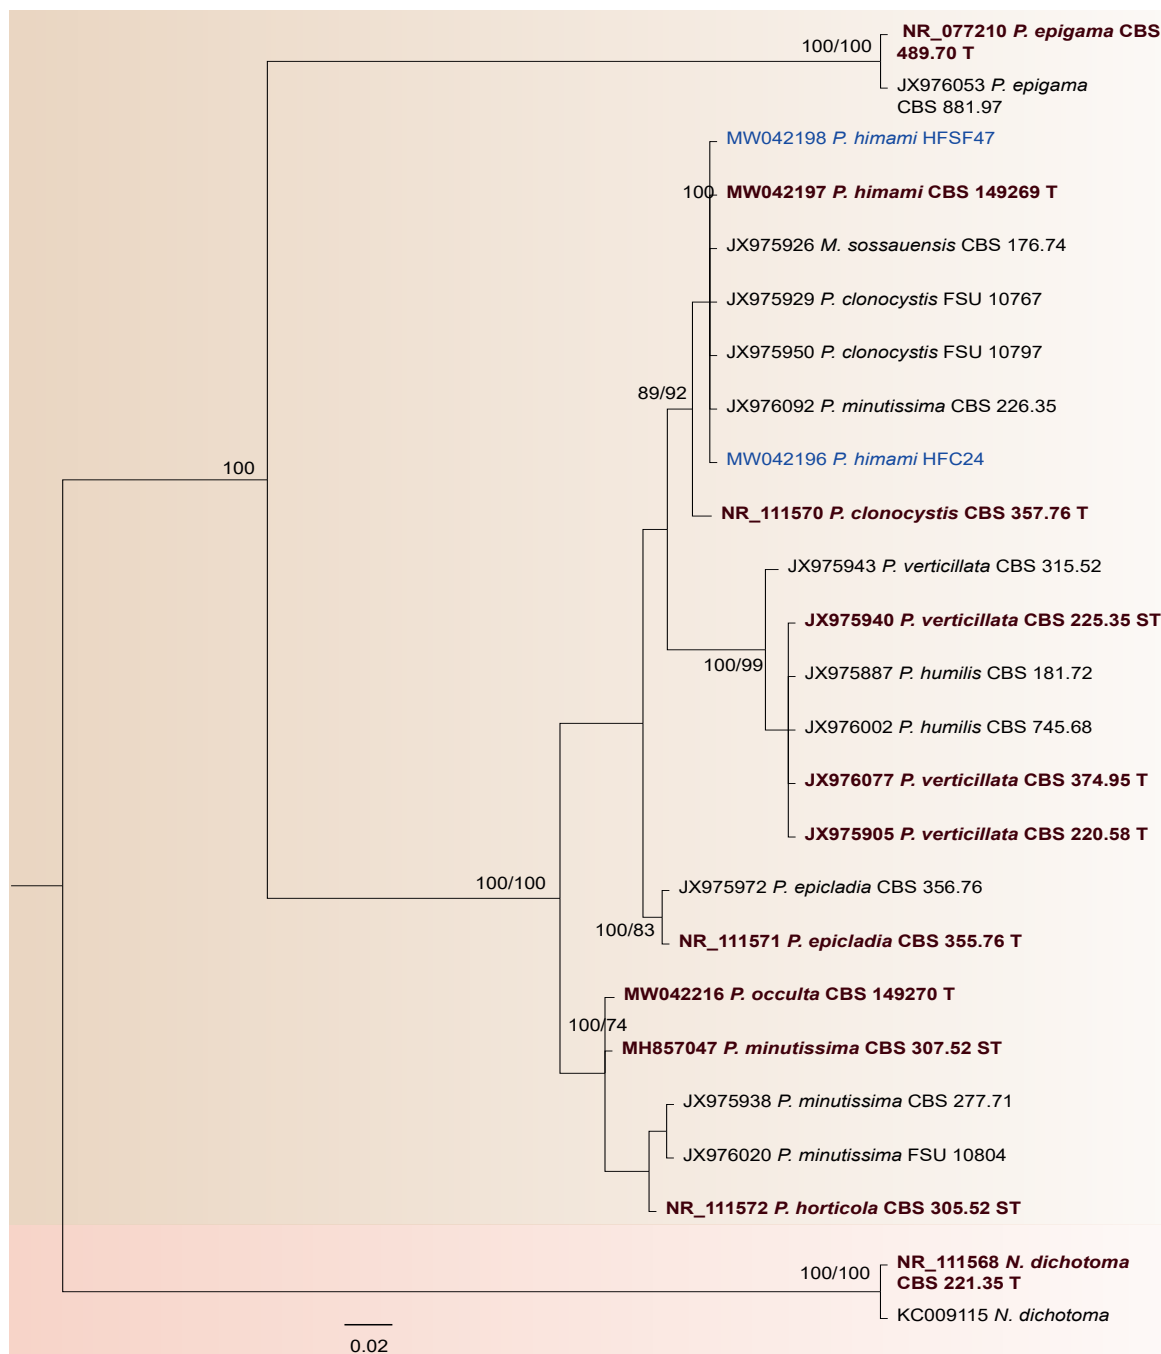 100/100
NR_077210 P. epigama CBS
489.70 T
JX976053 P. epigama
CBS 881.97
MW042198 P. himami HFSF47
100
MW042197 P. himami CBS 149269 T
JX975926 M. sossauensis CBS 176.74
JX975929 P. clonocystis FSU 10767
JX975950 P. clonocystis FSU 10797
89/92
JX976092 P. minutissima CBS 226.35
MW042196 P. himami HFC24
100
NR_111570 P. clonocystis CBS 357.76 T
JX975943 P. verticillata CBS 315.52
JX975940 P. verticillata CBS 225.35 ST
100/99
JX975887 P. humilis CBS 181.72
JX976002 P. humilis CBS 745.68
JX976077 P. verticillata CBS 374.95 T
JX975905 P. verticillata CBS 220.58 T
100/100
JX975972 P. epicladia CBS 356.76
100/83
NR_111571 P. epicladia CBS 355.76 T
MW042216 P. occulta CBS 149270 T
100/74
MH857047 P. minutissima CBS 307.52 ST
JX975938 P. minutissima CBS 277.71
JX976020 P. minutissima FSU 10804
NR_111572 P. horticola CBS 305.52 ST
100/100
NR_111568 N. dichotoma
CBS 221.35 T
KC009115 N. dichotoma
0.02